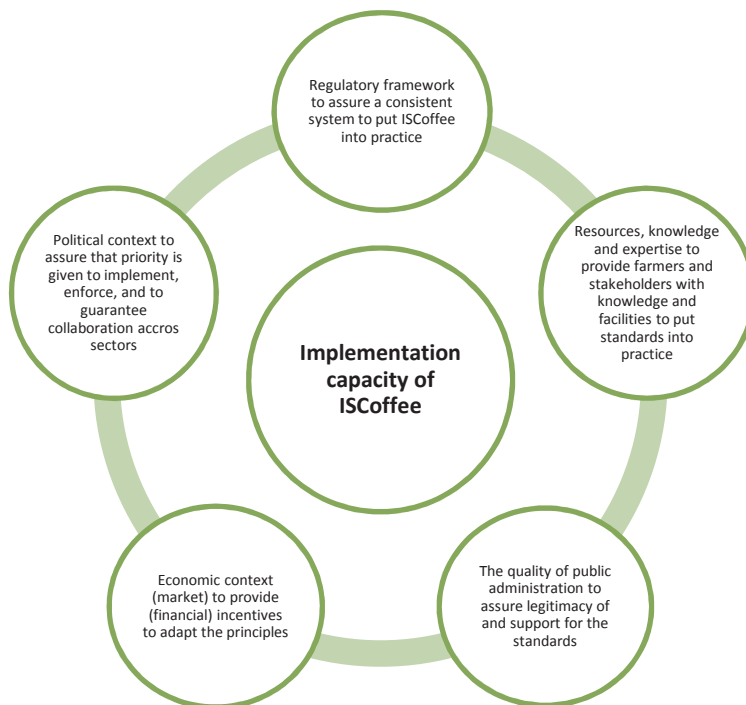 Regulatory framework
to assure a consistent
system to put ISCoffee
into practice
Resources, knowledge
and expertise to
provide farmers and
stakeholders with
knowledge and
facilities to put
standards into
practice
The quality of public
administration to
assure legitimacy of
and support for the
standards
Economic context
(market) to provide
(financial) incentives
to adapt the principles
Political context to
assure that priority is
given to implement,
enforce, and to
guarantee
collaboration accros
sectors
Implementation
capacity of
ISCoffee